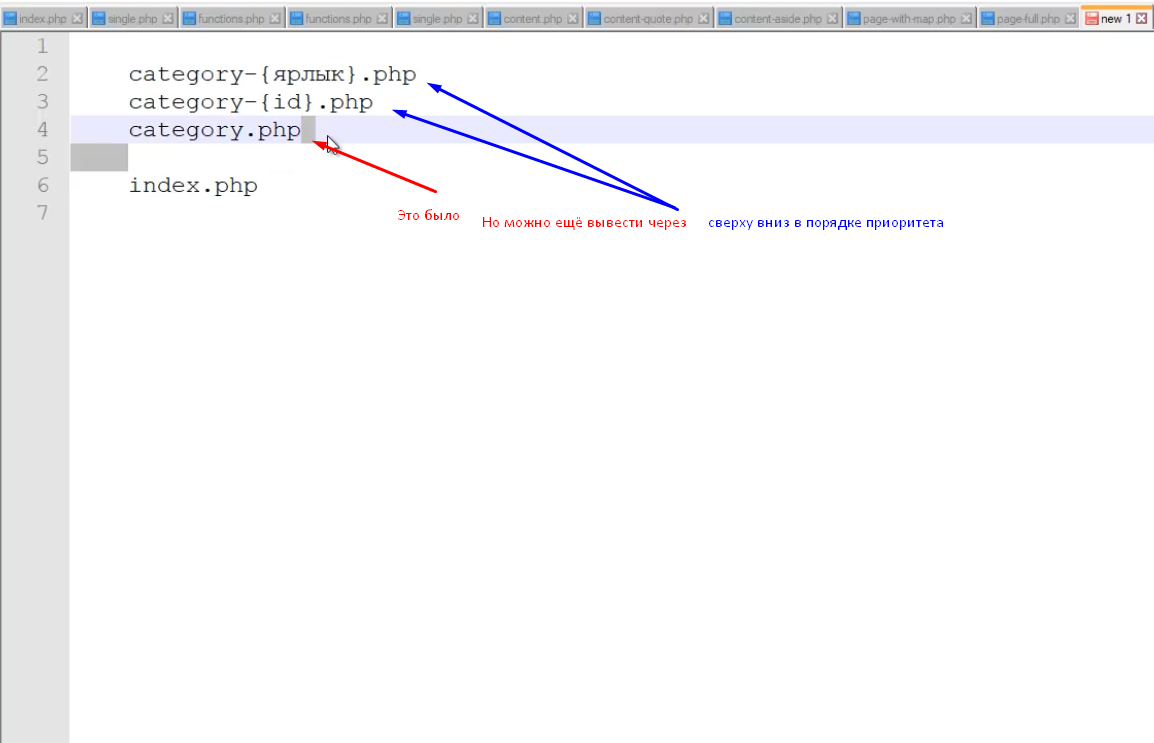 index.php single.php functions.php functions.php single.php content.php content-quote.php content-aside.php page-with-map.php page-full.php new 1
1
2 category-{ярлык}.php
3 category-{id}.php
4 category.php
5
6 index.php
7
Это было Но можно ещё вывести через сверху вниз в порядке приоритета